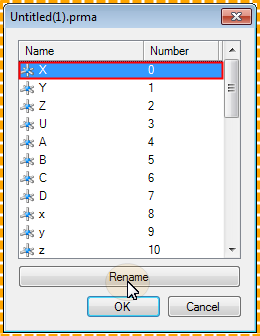 Untitled(1).prma
Name Number
X 0
Y 1
Z 2
U 3
A 4
B 5
C 6
D 7
x 8
y 9
z 10
Rename
OK Cancel